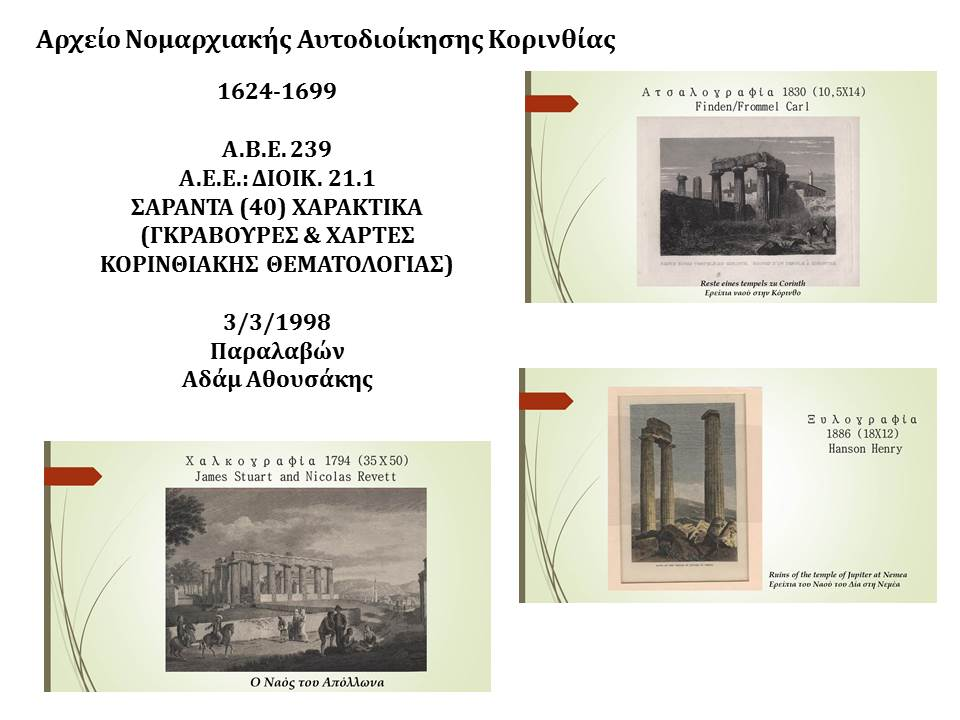 Αρχείο Νομαρχιακής Αυτοδιοίκησης Κορινθίας
1624-1699
Α.Β.Ε. 239
Α.Ε.Ε.: ΔΙΟΙΚ. 21.1
ΣΑΡΑΝΤΑ (40) ΧΑΡΑΚΤΙΚΑ
(ΓΚΡΑΒΟΥΡΕΣ & ΧΑΡΤΕΣ
ΚΟΡΙΝΘΙΑΚΗΣ ΘΕΜΑΤΟΛΟΓΙΑΣ)
3/3/1998
Παραλαβών
Αδάμ Αθουσάκης
Ατσαλογραφία 1830 (10,5Χ14)
Finden/Frommel Carl
Reste eines tempels zu Corinth
Ερείπια ναού στην Κόρινθο
Ξυλογραφία
1886 (18Χ12)
Hanson Henry
Ruins of the temple of Jupiter at Nemea
Ερείπια του Ναού του Δία στη Νεμέα
Χαλκογραφία 1794 (35Χ50)
James Stuart and Nicolas Revett
Ο Ναός του Απόλλωνα